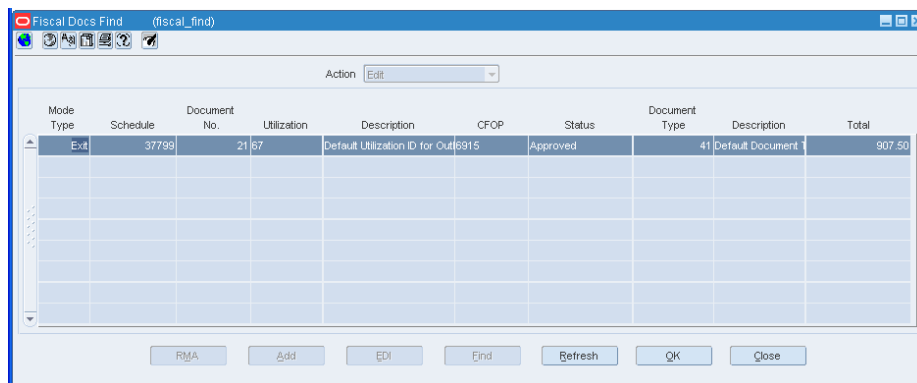 Fiscal Docs Find (fiscal_find)
Action Edit
Mode Type Schedule Document No. Utilization Description CFOP Status Document Type Description Total
Exit 37799 21 67 Default Utilization ID for Outl 6915 Approved 41 Default Document T 907.50
RMA Add EDI Find Refresh OK Close